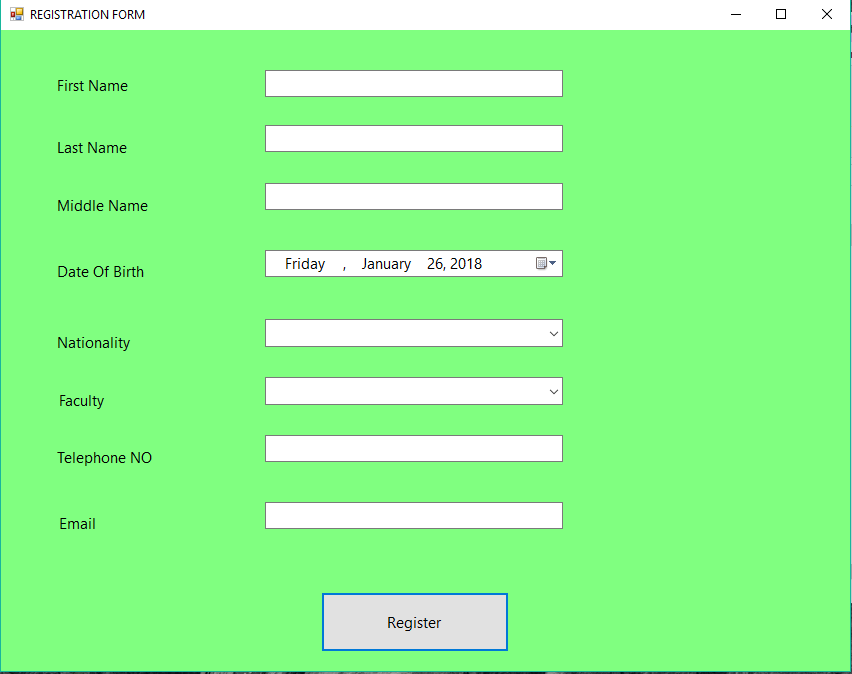 REGISTRATION FORM
First Name
Last Name
Middle Name
Date Of Birth Friday , January 26, 2018
Nationality
Faculty
Telephone NO
Email
Register